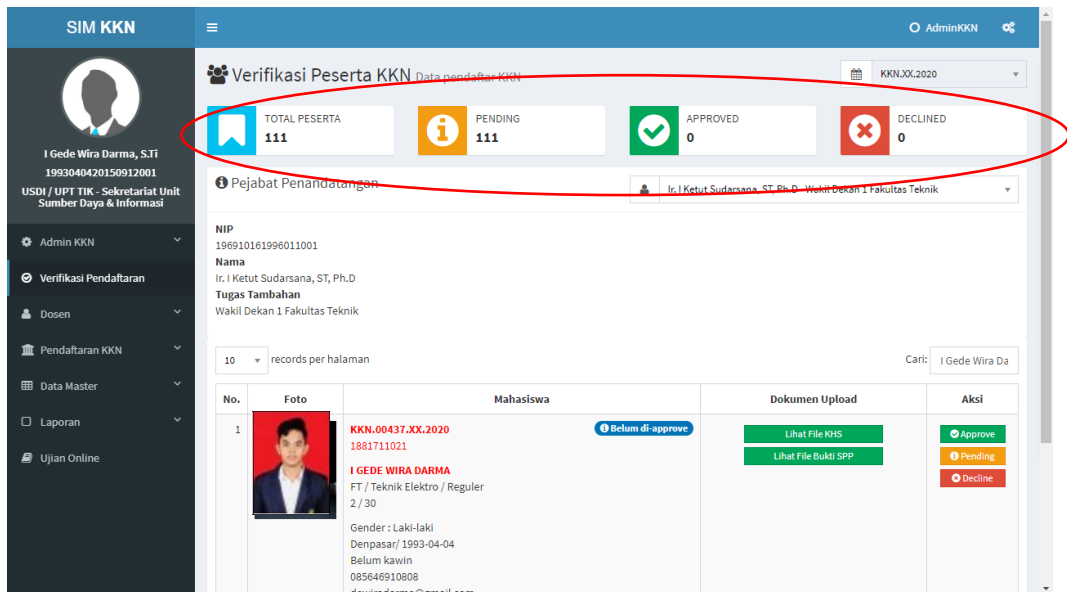 SIM KKN
AdminKKN
I Gede Wira Darma, S.Ti
1993040420150912001
USDI / UPT TIK - Sekretariat Unit
Sumber Daya & Informasi
Admin KKN
Verifikasi Pendaftaran
Dosen
Pendaftaran KKN
Data Master
Laporan
Ujian Online
Verifikasi Peserta KKN Data pendaftar KKN
KKN.XX.2020
TOTAL PESERTA
111
PENDING
111
APPROVED
0
DECLINED
0
Pejabat Penandatangan
Ir. I Ketut Sudarsana, ST, Ph.D - Wakil Dekan 1 Fakultas Teknik
NIP
196910161996011001
Nama
Ir. I Ketut Sudarsana, ST, Ph.D
Tugas Tambahan
Wakil Dekan 1 Fakultas Teknik
10 records per halaman
Cari: I Gede Wira Da
No. Foto Mahasiswa Dokumen Upload Aksi
1
KKN.00437.XX.2020
Belum di-approve
1881711021
I GEDE WIRA DARMA
FT / Teknik Elektro / Reguler
2 / 30
Gender : Laki-laki
Denpasar/ 1993-04-04
Belum kawin
085646910808
Lihat File KHS
Lihat File Bukti SPP
Approve
Pending
Decline